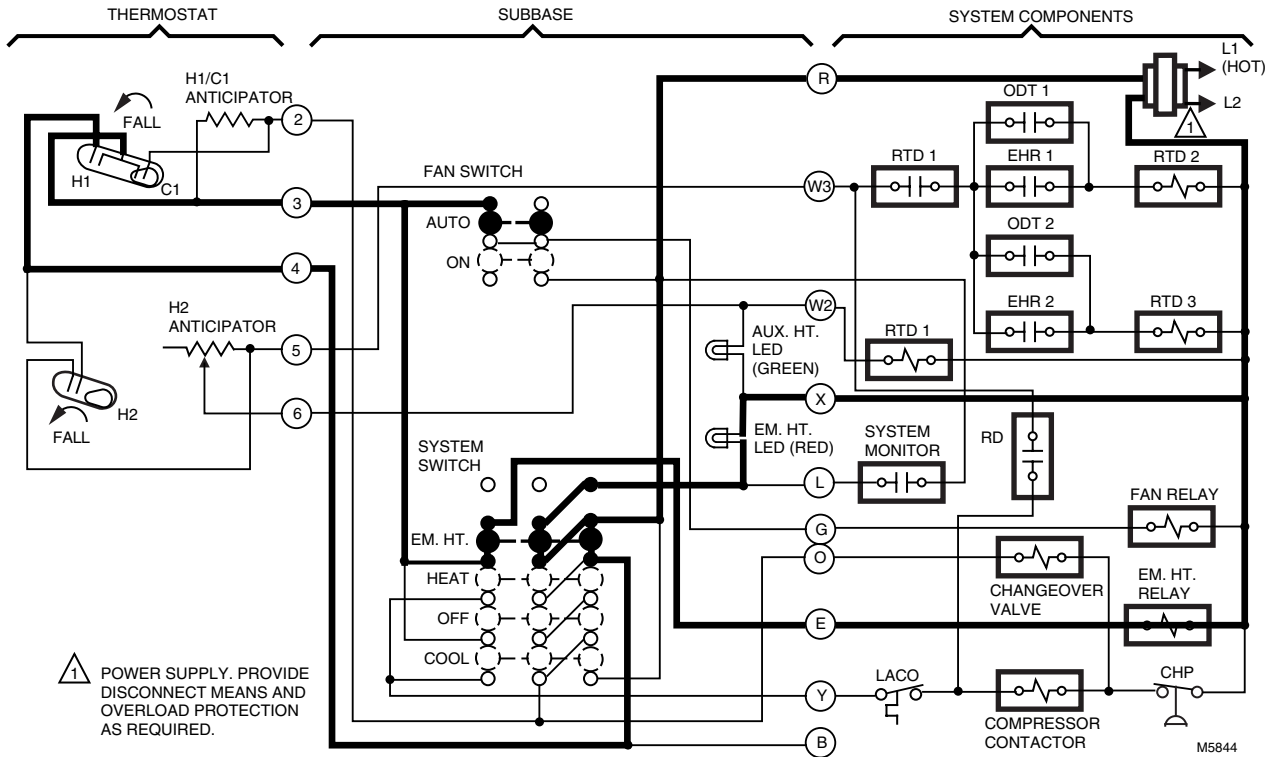 THERMOSTAT
SUBBASE
SYSTEM COMPONENTS
L1
(HOT)
L2
1
H1/C1
ANTICIPATOR
FALL
H1
C1
2
3
4
H2
ANTICIPATOR
5
6
H2
FALL
FAN SWITCH
AUTO
ON
AUX. HT.
LED
(GREEN)
EM. HT.
LED (RED)
SYSTEM
SWITCH
EM. HT.
HEAT
OFF
COOL
R
W3
W2
X
L
G
O
E
Y
B
ODT 1
RTD 1
EHR 1
RTD 2
ODT 2
EHR 2
RTD 3
RTD 1
SYSTEM
MONITOR
RD
FAN RELAY
CHANGEOVER
VALVE
EM. HT.
RELAY
LACO
CHP
COMPRESSOR
CONTACTOR
1
POWER SUPPLY. PROVIDE
DISCONNECT MEANS AND
OVERLOAD PROTECTION
AS REQUIRED.
M5844